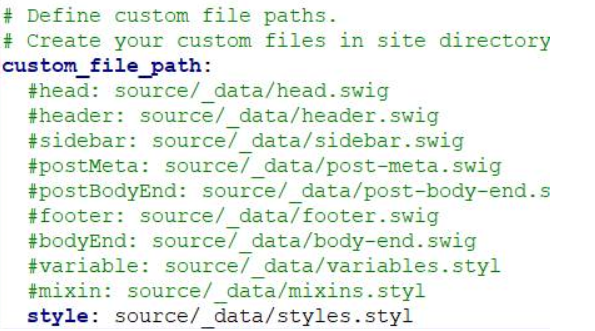 # Define custom file paths.
# Create your custom files in site directory
custom_file_path:
  #head: source/_data/head.swig
  #header: source/_data/header.swig
  #sidebar: source/_data/sidebar.swig
  #postMeta: source/_data/post-meta.swig
  #postBodyEnd: source/_data/post-body-end.s
  #footer: source/_data/footer.swig
  #bodyEnd: source/_data/body-end.swig
  #variable: source/_data/variables.styl
  #mixin: source/_data/mixins.styl
  style: source/_data/styles.styl